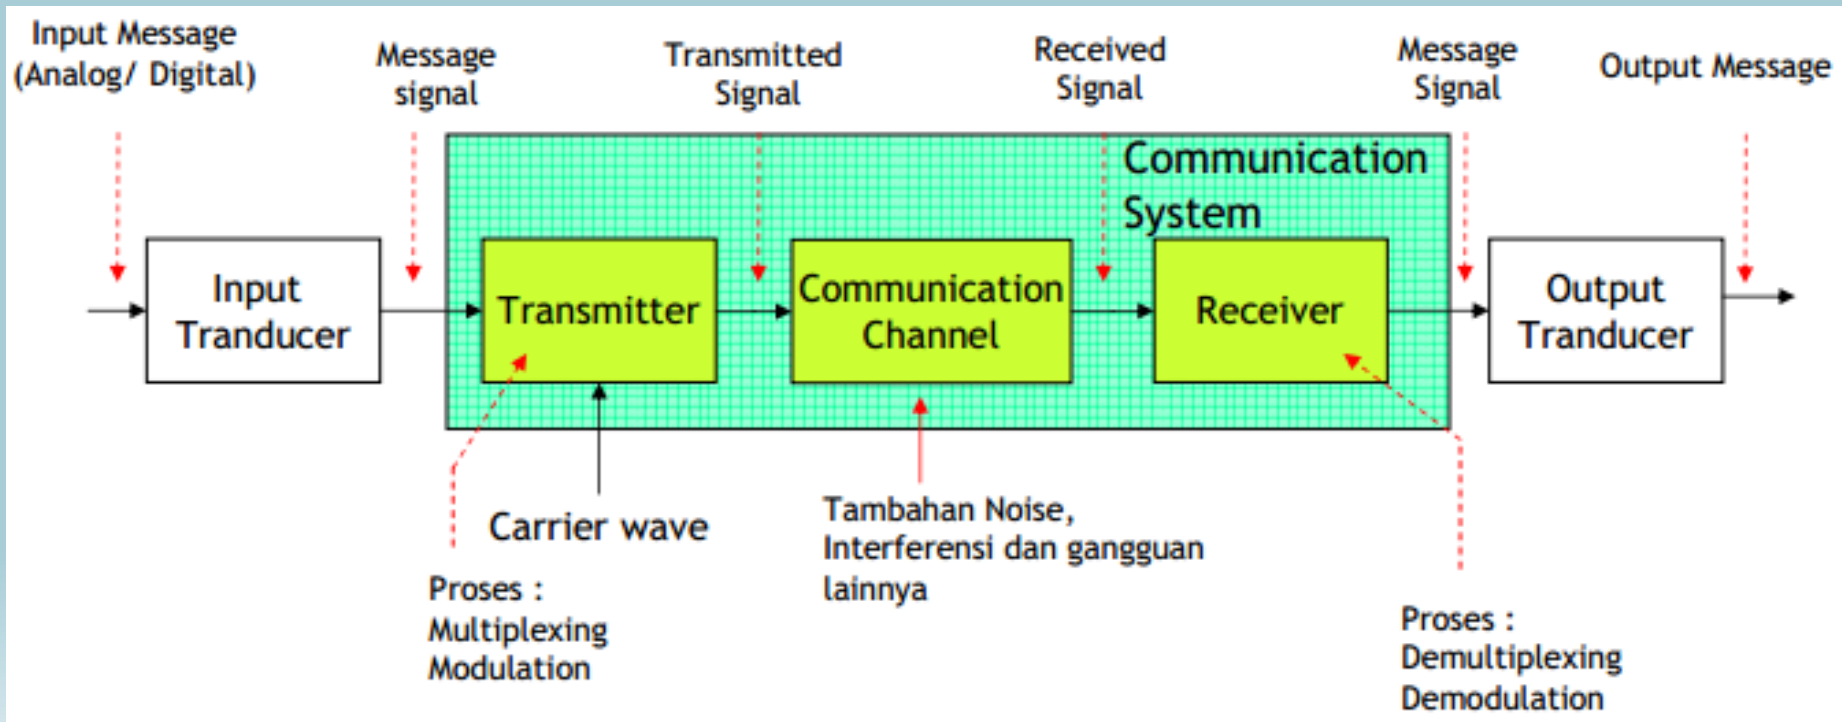 Input Message
(Analog/ Digital)
Message
signal
Transmitted
Signal
Received
Signal
Message
Signal
Output Message
Communication
System
Input
Tranducer
Transmitter
Communication
Channel
Receiver
Output
Tranducer
Carrier wave
Tambahan Noise,
Interferensi dan gangguan
lainnya
Proses :
Multiplexing
Modulation
Proses :
Demultiplexing
Demodulation